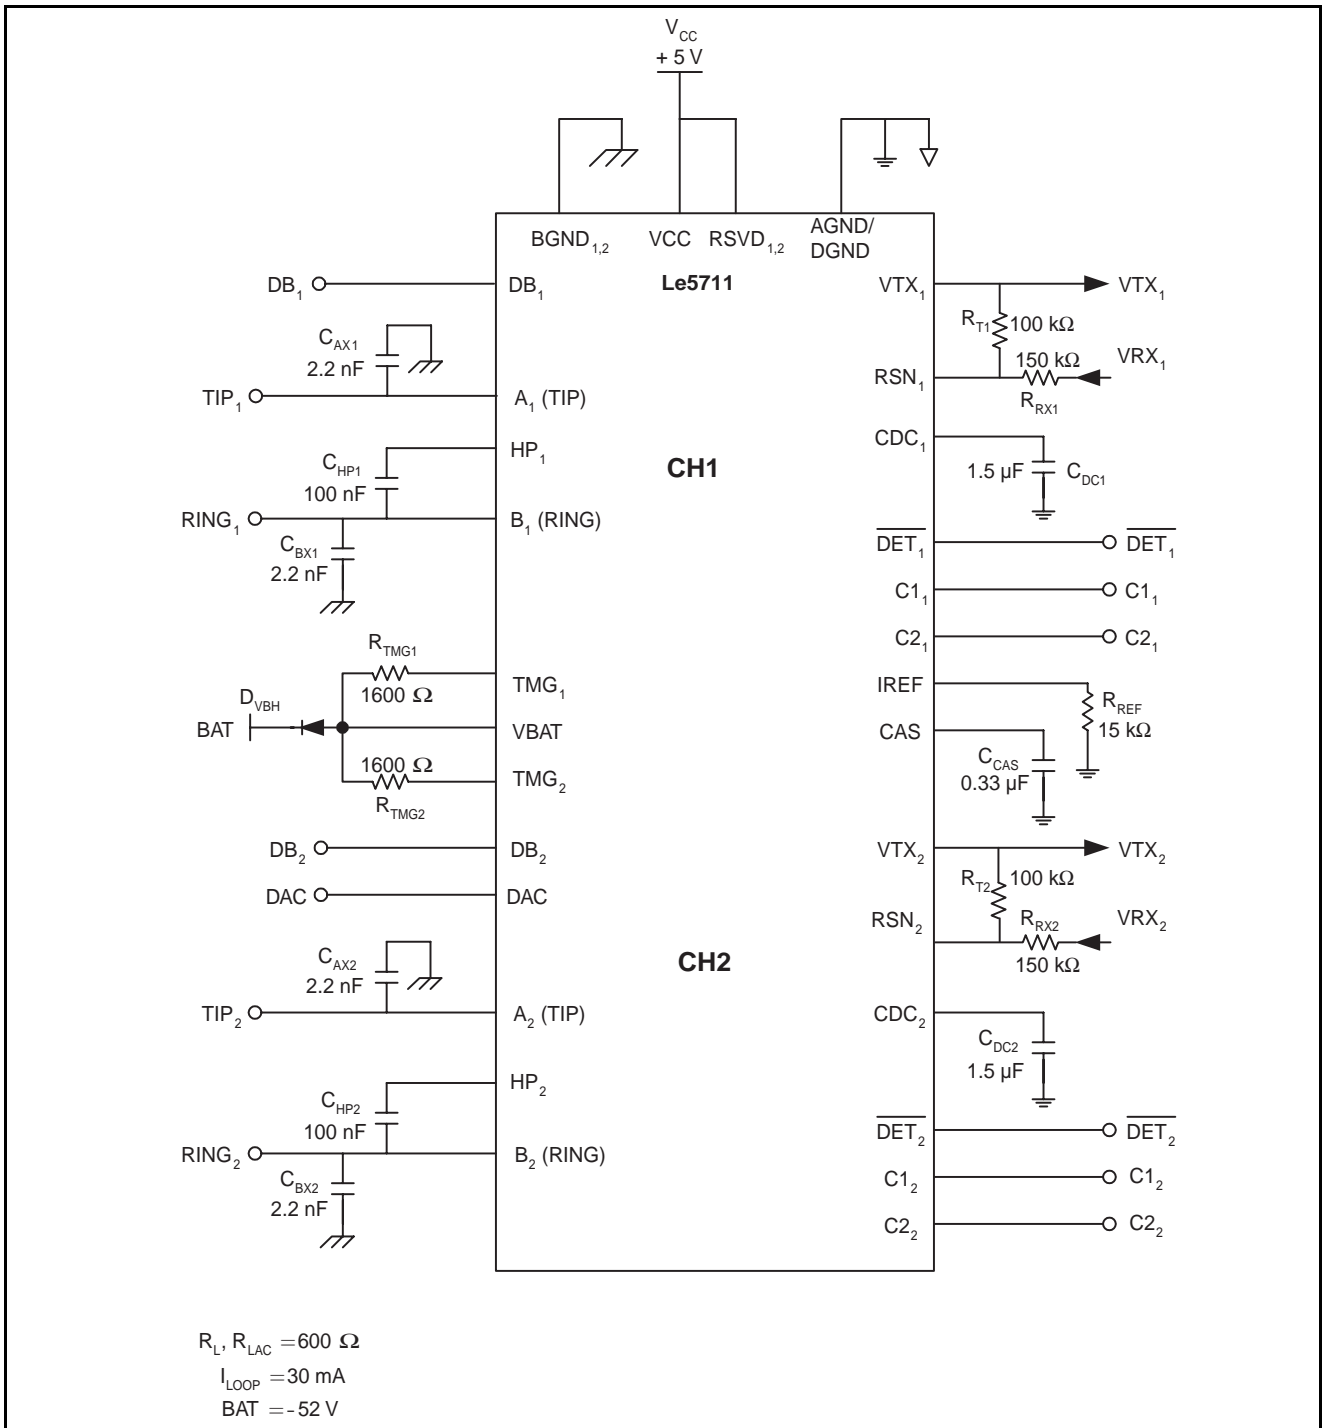 V_CC
+ 5 V
BGND_1,2
VCC
RSVD_1,2
AGND/
DGND
Le5711
DB_1
DB_1
VTX_1
VTX_1
R_T1
100 kΩ
C_AX1
2.2 nF
150 kΩ
VRX_1
RSN_1
R_RX1
TIP_1
A_1 (TIP)
HP_1
CDC_1
CH1
C_HP1
100 nF
1.5 µF
C_DC1
RING_1
B_1 (RING)
C_BX1
2.2 nF
DET_1
DET_1
C1_1
C1_1
C2_1
C2_1
R_TMG1
1600 Ω
TMG_1
IREF
R_REF
15 kΩ
D_VBH
BAT
VBAT
CAS
C_CAS
0.33 µF
1600 Ω
TMG_2
R_TMG2
DB_2
DB_2
VTX_2
VTX_2
R_T2
100 kΩ
DAC
DAC
RSN_2
R_RX2
VRX_2
150 kΩ
C_AX2
2.2 nF
CH2
TIP_2
A_2 (TIP)
CDC_2
C_DC2
1.5 µF
HP_2
C_HP2
100 nF
DET_2
DET_2
RING_2
B_2 (RING)
C_BX2
2.2 nF
C1_2
C1_2
C2_2
C2_2
R_L, R_LAC = 600 Ω
I_LOOP = 30 mA
BAT = - 52 V